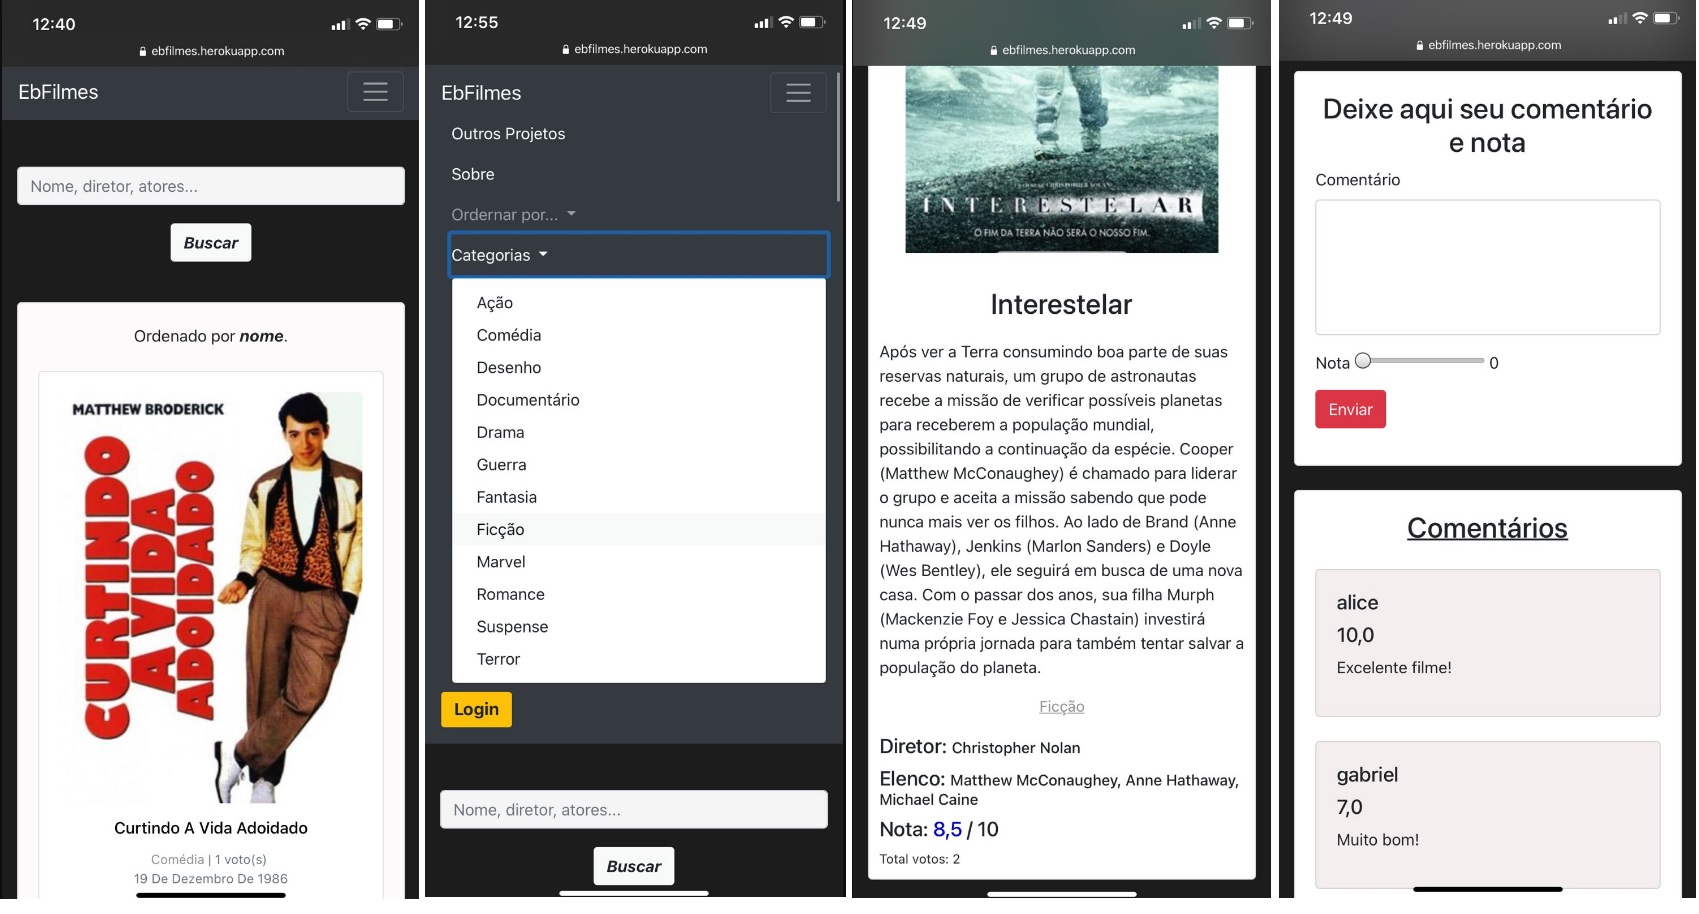 12:40
ebfilmes.herokuapp.com
EbFilmes
Nome, diretor, atores...
Buscar
Ordenado por nome.
MATTHEW BRODERICK
CURTINDO
A VIDA
ADOIDADO
Curtindo A Vida Adoidado
Comédia | 1 voto(s)
19 De Dezembro De 1986
12:55
ebfilmes.herokuapp.com
EbFilmes
Outros Projetos
Sobre
Ordernar por...
Categorias
Ação
Comédia
Desenho
Documentário
Drama
Guerra
Fantasia
Ficção
Marvel
Romance
Suspense
Terror
Login
Nome, diretor, atores...
Buscar
12:49
ebfilmes.herokuapp.com
CHRISTOPHER NOLAN
INTERESTELAR
O FIM DA TERRA NÃO SERÁ O NOSSO FIM.
Interestelar
Após ver a Terra consumindo boa parte de suas
reservas naturais, um grupo de astronautas
recebe a missão de verificar possíveis planetas
para receberem a população mundial,
possibilitando a continuação da espécie. Cooper
(Matthew McConaughey) é chamado para liderar
o grupo e aceita a missão sabendo que pode
nunca mais ver os filhos. Ao lado de Brand (Anne
Hathaway), Jenkins (Marlon Sanders) e Doyle
(Wes Bentley), ele seguirá em busca de uma nova
casa. Com o passar dos anos, sua filha Murph
(Mackenzie Foy e Jessica Chastain) investirá
numa própria jornada para também tentar salvar a
população do planeta.
Ficção
Diretor: Christopher Nolan
Elenco: Matthew McConaughey, Anne Hathaway,
Michael Caine
Nota: 8,5 / 10
Total votos: 2
12:49
ebfilmes.herokuapp.com
Deixe aqui seu comentário
e nota
Comentário
Nota 0
Enviar
Comentários
alice
10,0
Excelente filme!
gabriel
7,0
Muito bom!